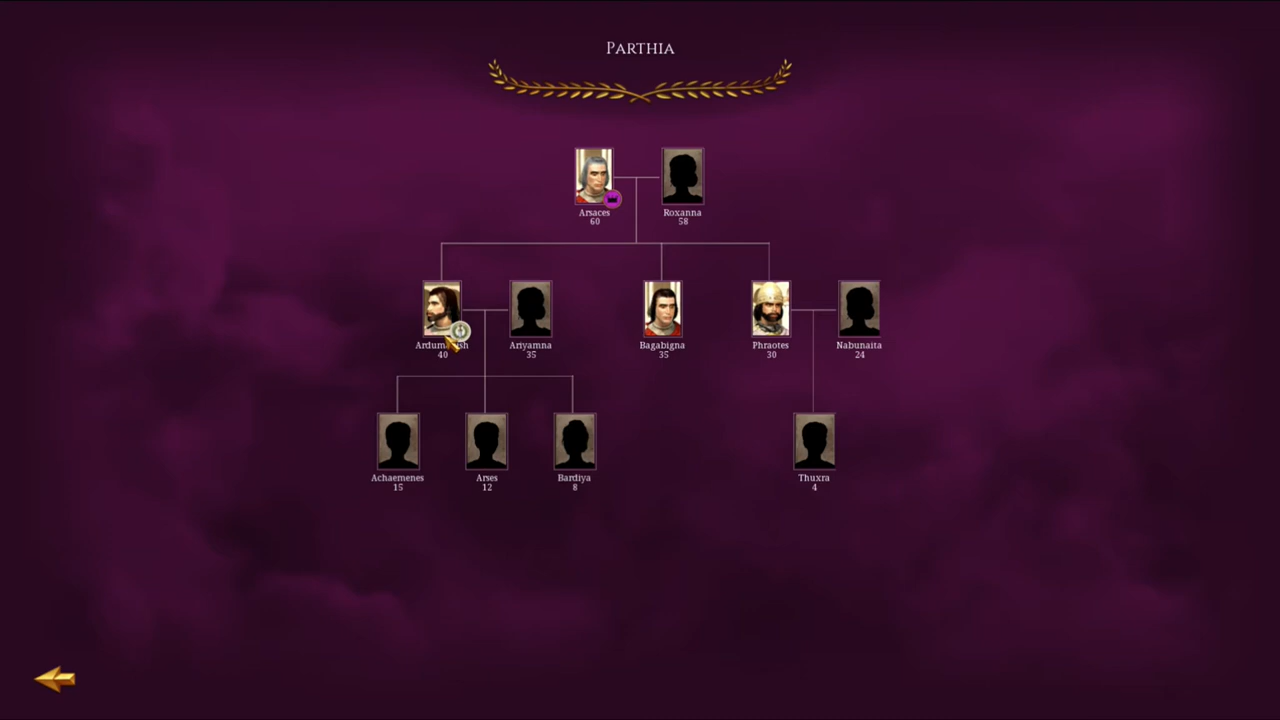 Parthia
Arsaces
60
Roxanna
58
40
Ariyamna
35
Bagabigna
35
Phraotes
30
Nabunaita
24
Achaemenes
15
Arses
12
Bardiya
8
Thuxra
4